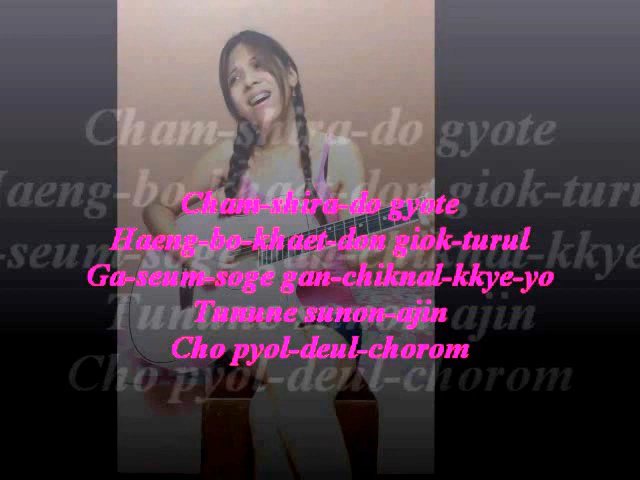 Cham-shira-do gyote
Haeng-bo-khaet-don giok-turul
Ga-seum-soge gan-chiknal-kkye-yo
Tunune sunon-ajin
Cho pyol-deul-chorom